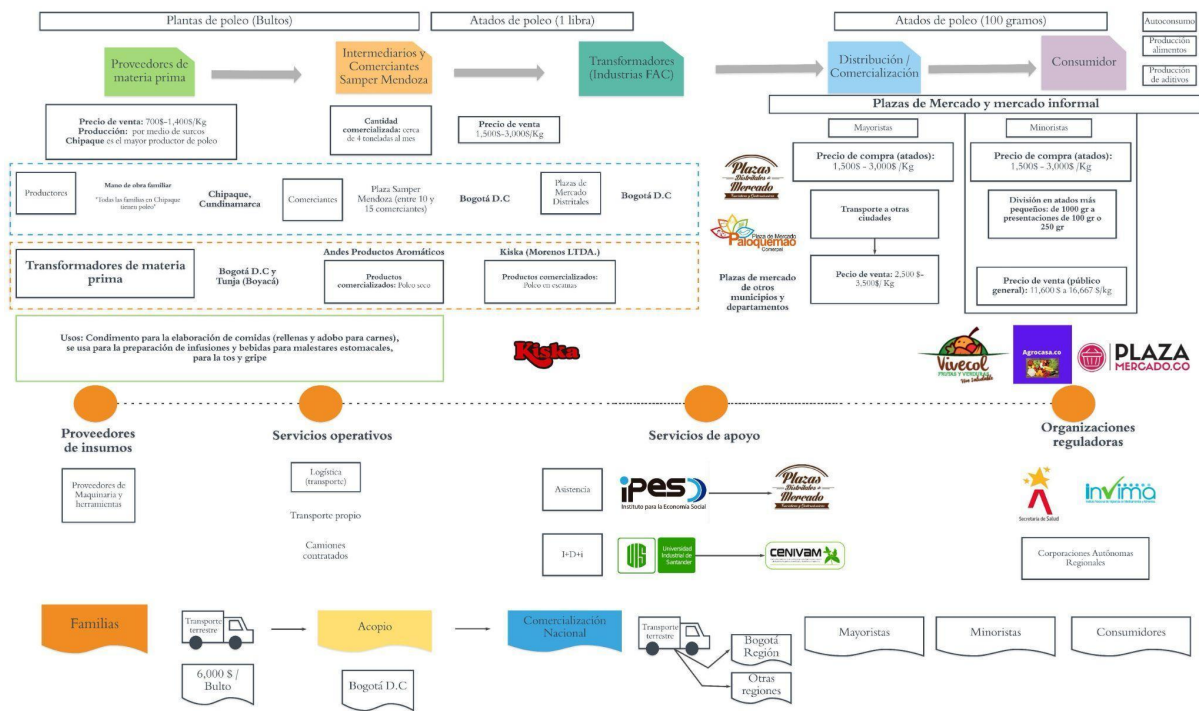 Plantas de poleo (Bultos)
Atados de poleo (1 libra)
Atados de poleo (100 gramos)
Autoconsumo
Producción
alimentos
Producción
de aditivos
Proveedores de
materia prima
Intermediarios y
Comerciantes
Samper Mendoza
Transformadores
(Industrias FAC)
Distribución /
Comercialización
Consumidor
Precio de venta: 700$-1,400$/Kg
Producción: por medio de surcos
Chipaque es el mayor productor de poleo
Cantidad
comercializada: cerca
de 4 toneladas al mes
Precio de venta
1,500$-3,000$/Kg
Plazas de Mercado y mercado informal
Mayoristas
Minoristas
Precio de compra (atados):
1,500$ - 3,000$ /Kg
Precio de compra (atados):
1,500$ - 3,000$ /Kg
Productores
Mano de obra familiar
"Todas las familias en Chipaque
tienen poleo"
Chipaque,
Cundinamarca
Comerciantes
Plaza Samper
Mendoza (entre 10 y
15 comerciantes)
Bogotá D.C
Plazas de
Mercado
Distritales
Bogotá D.C
Plazas
Distritales de
Mercado
Plaza de Mercado
Paloquemao
Comercial
Transporte a otras
ciudades
División en atados más
pequeños: de 1000 gr a
presentaciones de 100 gr o
250 gr
Transformadores de materia
prima
Bogotá D.C y
Tunja (Boyacá)
Andes Productos Aromáticos
Productos
comercializados: Poleo seco
Kiska (Morenos LTDA.)
Productos comercializados:
Poleo en escamas
Plazas de mercado
de otros
municipios y
departamentos
Pecio de venta: 2,500 $-
3,500$/ Kg
Precio de venta (público
general): 11,600 $ a 16,667 $/kg
Usos: Condimento para la elaboración de comidas (rellenas y adobo para carnes),
se usa para la preparación de infusiones y bebidas para malestares estomacales,
para la tos y gripe
Kiska
Vivecol
FRUTAS Y VERDURAS
Vive Saludable
Agrocasa.co
PLAZA
MERCADO.CO
Proveedores
de insumos
Servicios operativos
Servicios de apoyo
Organizaciones
reguladoras
Proveedores de
Maquinaria y
herramientas
Logística
(transporte)
Transporte propio
Camiones
contratados
Asistencia
ipes
Instituto para la Economía Social
Plazas
Distritales de
Mercado
I+D+i
UIS
Universidad
Industrial de
Santander
CENIVAM
Secretaría de Salud
invima
Corporaciones Autónomas
Regionales
Familias
Transporte
terrestre
Acopio
Comercialización
Nacional
Transporte
terrestre
Bogotá
Región
Otras
regiones
Mayoristas
Minoristas
Consumidores
6,000 $ /
Bulto
Bogotá D.C